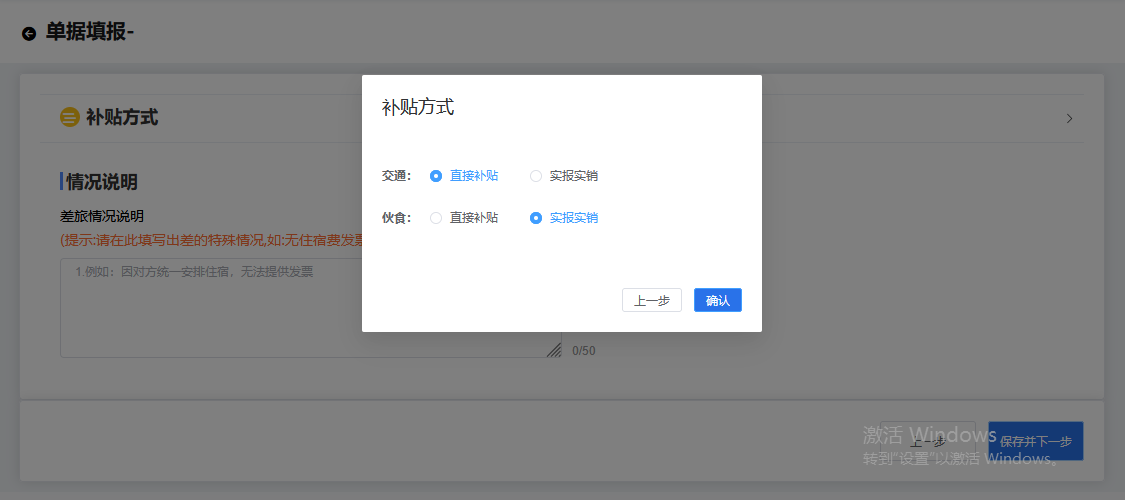 单据填报-
补贴方式
补贴方式
交通： 直接补贴 实报实销
情况说明
差旅情况说明
伙食： 直接补贴 实报实销
(提示:请在此填写出差的特殊情况,如:无住宿费发票
1.例如：因对方统一安排住宿，无法提供发票
上一步 确认
0/50
激活 Windows
上一步 保存并下一步
转到"设置"以激活 Windows。